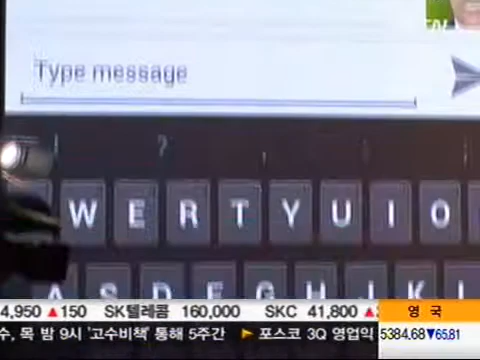 Type message
?
W E R T Y U I O
A S D F G H J K L
4,950 ▲150 SK텔레콤 160,000 SKC 41,800 ▲ 영 국
수, 목 밤 9시 '고수비책' 통해 5주간 ► 포스코 3Q 영업익 5384.68 ▼65.81